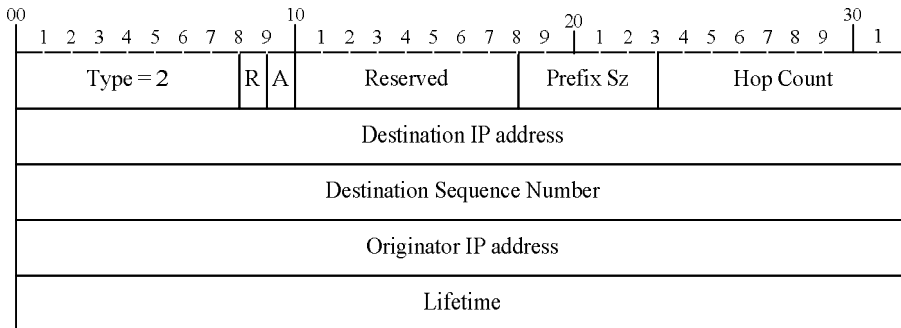 00 10 20 30
1 2 3 4 5 6 7 8 9 1 2 3 4 5 6 7 8 9 1 2 3 4 5 6 7 8 9 1
Type = 2 R A Reserved Prefix Sz Hop Count
Destination IP address
Destination Sequence Number
Originator IP address
Lifetime